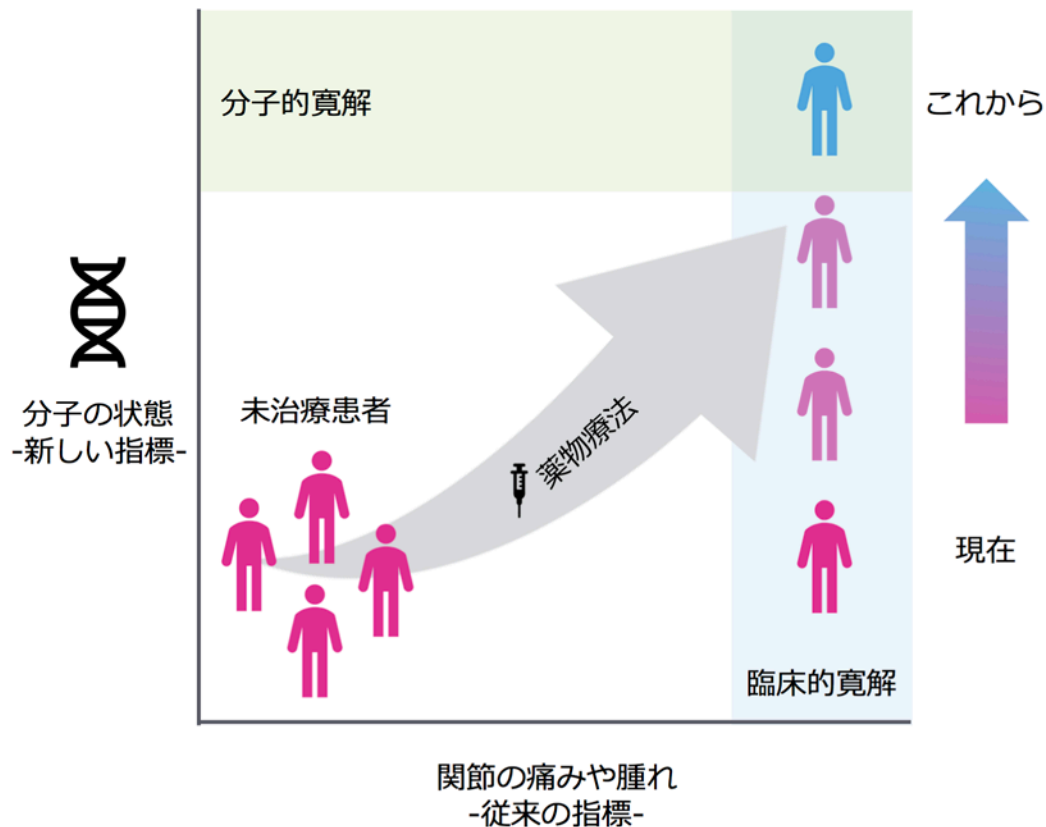 分子的寛解
これから
分子の状態
-新しい指標-
未治療患者
薬物療法
現在
臨床的寛解
関節の痛みや腫れ
-従来の指標-